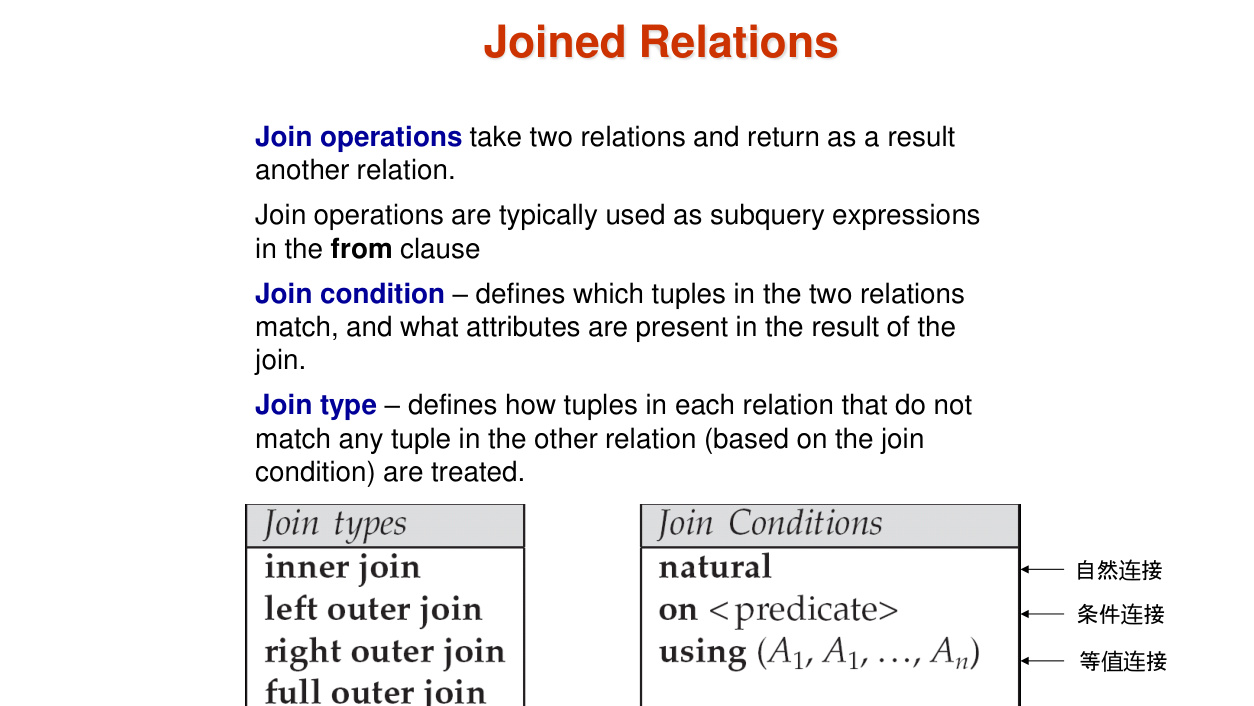 Joined Relations
Join operations take two relations and return as a result
another relation.
Join operations are typically used as subquery expressions
in the from clause
Join condition – defines which tuples in the two relations
match, and what attributes are present in the result of the
join.
Join type – defines how tuples in each relation that do not
match any tuple in the other relation (based on the join
condition) are treated.
Join types
inner join
left outer join
right outer join
full outer join
Join Conditions
natural
on <predicate>
using (A₁, A₁, …, Aₙ)
自然连接
条件连接
等值连接